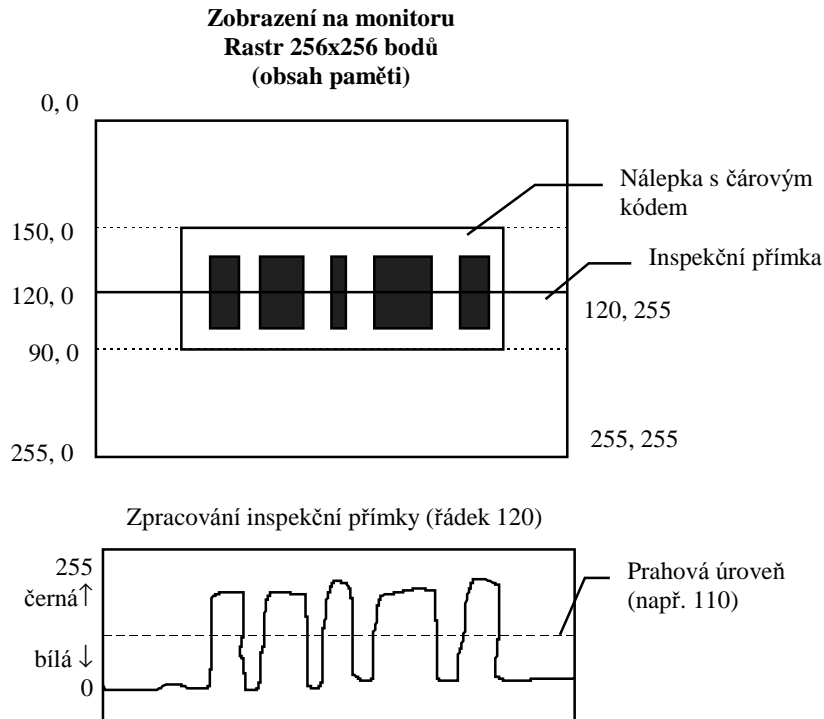 Zobrazení na monitoru
Rastr 256x256 bodů
(obsah paměti)
0, 0
Nálepka s čárovým
kódem
150, 0
Inspekční přímka
120, 0
120, 255
90, 0
255, 0
255, 255
Zpracování inspekční přímky (řádek 120)
255
černá↑
Prahová úroveň
(např. 110)
bílá ↓
0